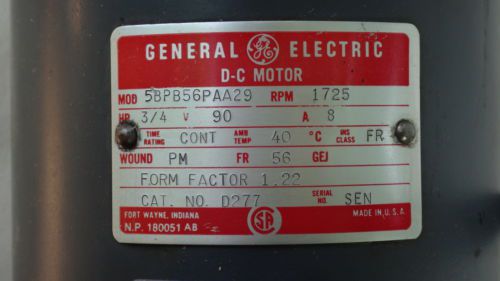 GENERAL GE ELECTRIC
D-C MOTOR
MOD 5BPB56PAA29 RPM 1725
HP 3/4 V 90 A 8
TIME RATING CONT AMB TEMP 40 °C INS CLASS FR
WOUND PM FR 56 GEJ
FORM FACTOR 1.22
CAT. NO. D277 SERIAL NO. SEN
FORT WAYNE, INDIANA SA MADE IN U.S.A
N.P. 180051 AB